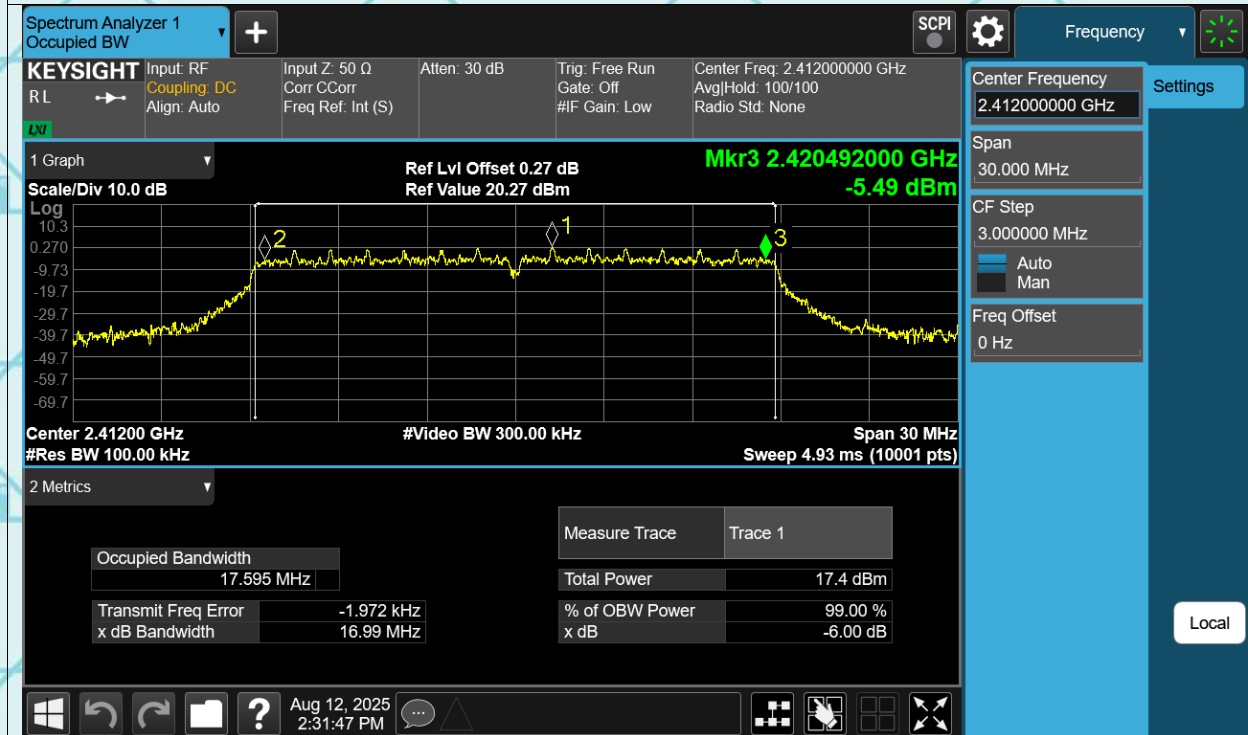 Spectrum Analyzer 1
Occupied BW
+
SCPI
Frequency
KEYSIGHT
R L
LXI
Input: RF
Coupling: DC
Align: Auto
Input Z: 50 Ω
Corr CCorr
Freq Ref: Int (S)
Atten: 30 dB
Trig: Free Run
Gate: Off
#IF Gain: Low
Center Freq: 2.412000000 GHz
Avg|Hold: 100/100
Radio Std: None
Center Frequency
2.412000000 GHz
Settings
Span
30.000 MHz
CF Step
3.000000 MHz
Auto
Man
Freq Offset
0 Hz
1 Graph
Scale/Div 10.0 dB
Ref Lvl Offset 0.27 dB
Ref Value 20.27 dBm
Mkr3 2.420492000 GHz
-5.49 dBm
Log
10.3
0.270
-9.73
-19.7
-29.7
-39.7
-49.7
-59.7
-69.7
2
1
3
Center 2.41200 GHz
#Video BW 300.00 kHz
Span 30 MHz
#Res BW 100.00 kHz
Sweep 4.93 ms (10001 pts)
2 Metrics
Measure Trace
Trace 1
Occupied Bandwidth
17.595 MHz
Total Power
17.4 dBm
Transmit Freq Error
-1.972 kHz
% of OBW Power
99.00 %
x dB Bandwidth
16.99 MHz
x dB
-6.00 dB
Local
?
Aug 12, 2025
2:31:47 PM